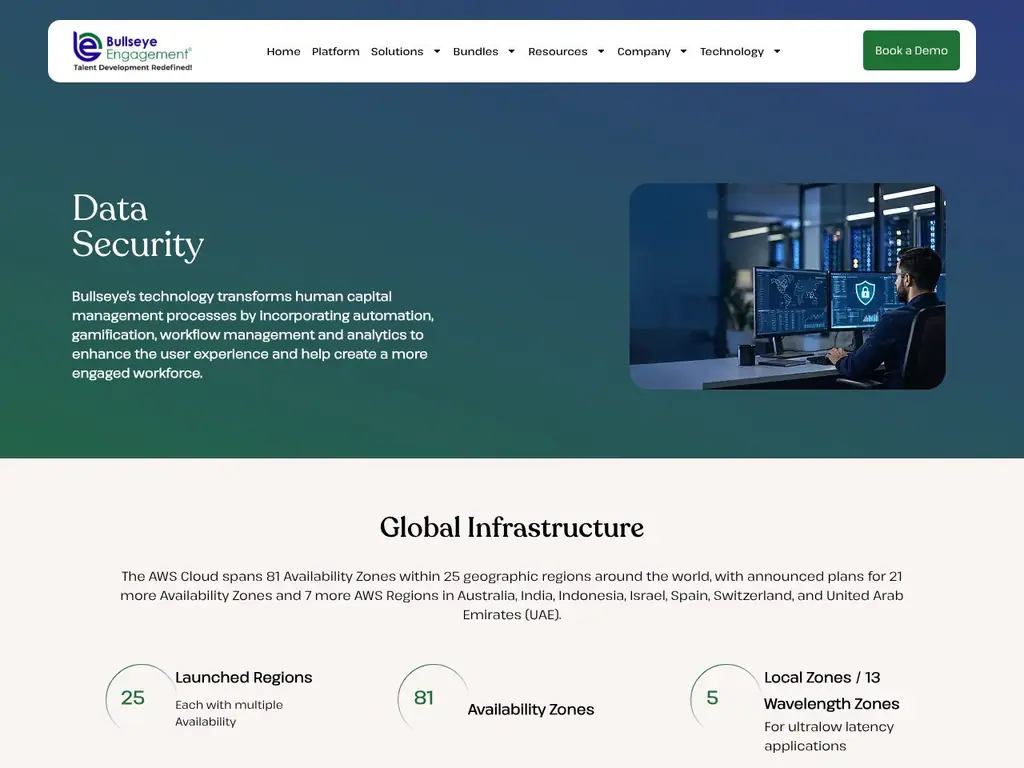 Bullseye
Engagement®
Talent Development Redefined!
Home Platform Solutions Bundles Resources Company Technology
Book a Demo
Data
Security
Bullseye's technology transforms human capital
management processes by incorporating automation,
gamification, workflow management and analytics to
enhance the user experience and help create a more
engaged workforce.
Global Infrastructure
The AWS Cloud spans 81 Availability Zones within 25 geographic regions around the world, with announced plans for 21
more Availability Zones and 7 more AWS Regions in Australia, India, Indonesia, Israel, Spain, Switzerland, and United Arab
Emirates (UAE).
25
Launched Regions
Each with multiple
Availability
81
Availability Zones
5
Local Zones / 13
Wavelength Zones
For ultralow latency
applications